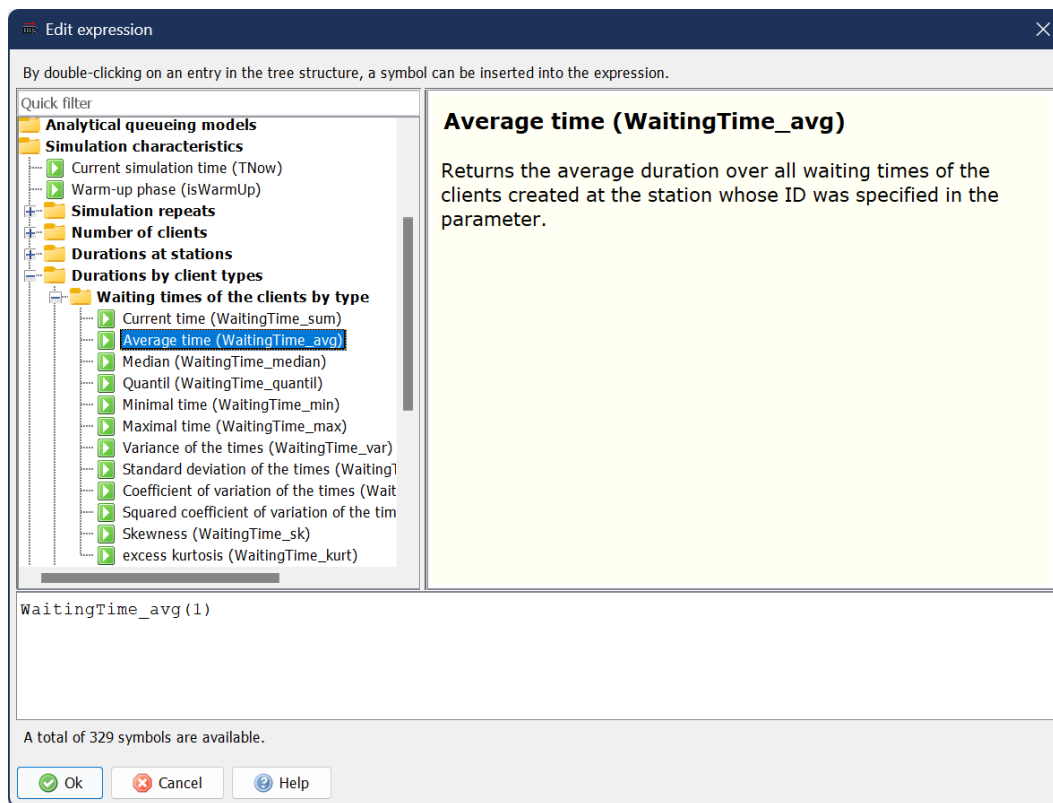 Edit expression
By double-clicking on an entry in the tree structure, a symbol can be inserted into the expression.
Quick filter
Analytical queueing models
Simulation characteristics
Current simulation time (TNow)
Warm-up phase (isWarmUp)
Simulation repeats
Number of clients
Durations at stations
Durations by client types
Waiting times of the clients by type
Current time (WaitingTime_sum)
Average time (WaitingTime_avg)
Median (WaitingTime_median)
Quantil (WaitingTime_quantil)
Minimal time (WaitingTime_min)
Maximal time (WaitingTime_max)
Variance of the times (WaitingTime_var)
Standard deviation of the times (WaitingT
Coefficient of variation of the times (Wait
Squared coefficient of variation of the tim
Skewness (WaitingTime_sk)
excess kurtosis (WaitingTime_kurt)
Average time (WaitingTime_avg)
Returns the average duration over all waiting times of the
clients created at the station whose ID was specified in the
parameter.
WaitingTime_avg(1)
A total of 329 symbols are available.
Ok Cancel Help